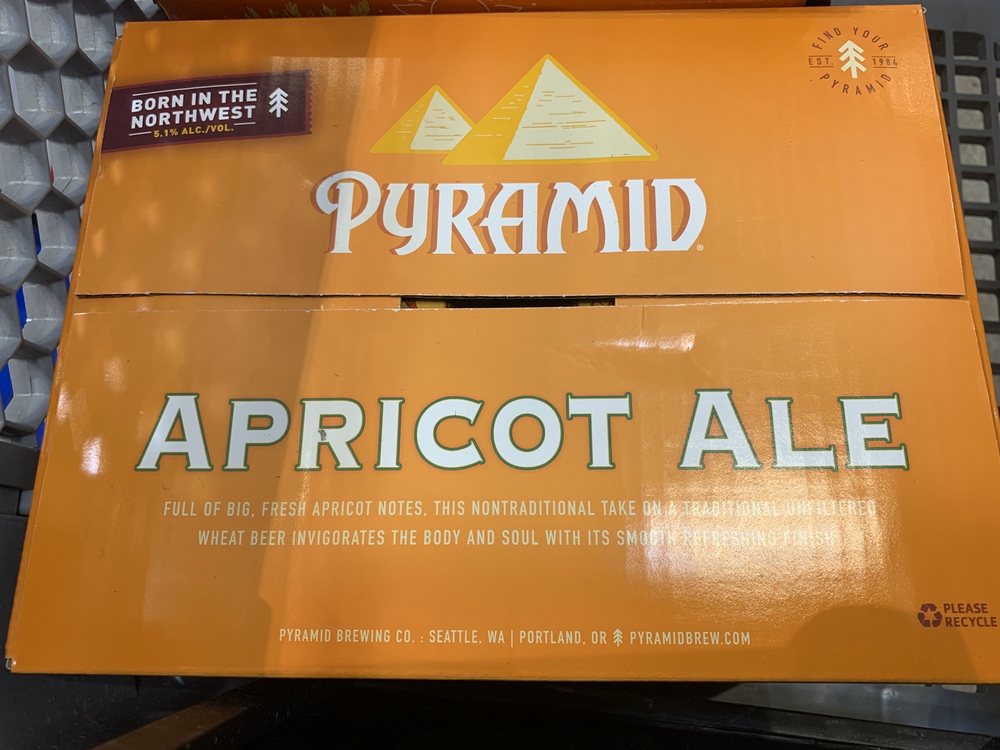 FIND YOUR
EST. 1984
PYRAMID
BORN IN THE
NORTHWEST
5.1% ALC./VOL.
PYRAMID®
APRICOT ALE
FULL OF BIG, FRESH APRICOT NOTES, THIS NONTRADITIONAL TAKE ON A TRADITIONAL UNFILTERED
WHEAT BEER INVIGORATES THE BODY AND SOUL WITH ITS SMOOTH REFRESHING FINISH
PLEASE
RECYCLE
PYRAMID BREWING CO. : SEATTLE, WA | PORTLAND, OR PYRAMIDBREW.COM